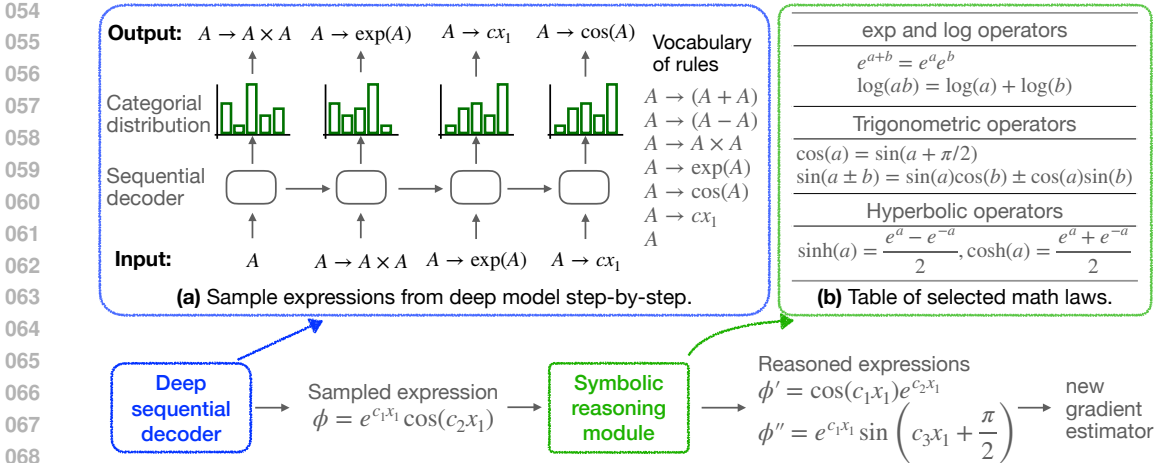 054
055
056
057
058
059
060
061
062
063
064
065
066
067
068
Output: A → A × A A → exp(A) A → cx₁ A → cos(A)
Categorial
distribution
Sequential
decoder
Input: A A → A × A A → exp(A) A → cx₁
Vocabulary
of rules
A → (A + A)
A → (A − A)
A → A × A
A → exp(A)
A → cos(A)
A → cx₁
A
(a) Sample expressions from deep model step-by-step.
exp and log operators
e^{a+b} = e^a e^b
log(ab) = log(a) + log(b)
Trigonometric operators
cos(a) = sin(a + π/2)
sin(a ± b) = sin(a)cos(b) ± cos(a)sin(b)
Hyperbolic operators
sinh(a) = (e^a − e^{−a})/2, cosh(a) = (e^a + e^{−a})/2
(b) Table of selected math laws.
Deep
sequential
decoder
Sampled expression
ϕ = e^{c₁x₁} cos(c₂x₁)
Symbolic
reasoning
module
Reasoned expressions
ϕ′ = cos(c₁x₁)e^{c₂x₁}
ϕ′′ = e^{c₁x₁} sin (c₃x₁ + π/2)
new
gradient
estimator